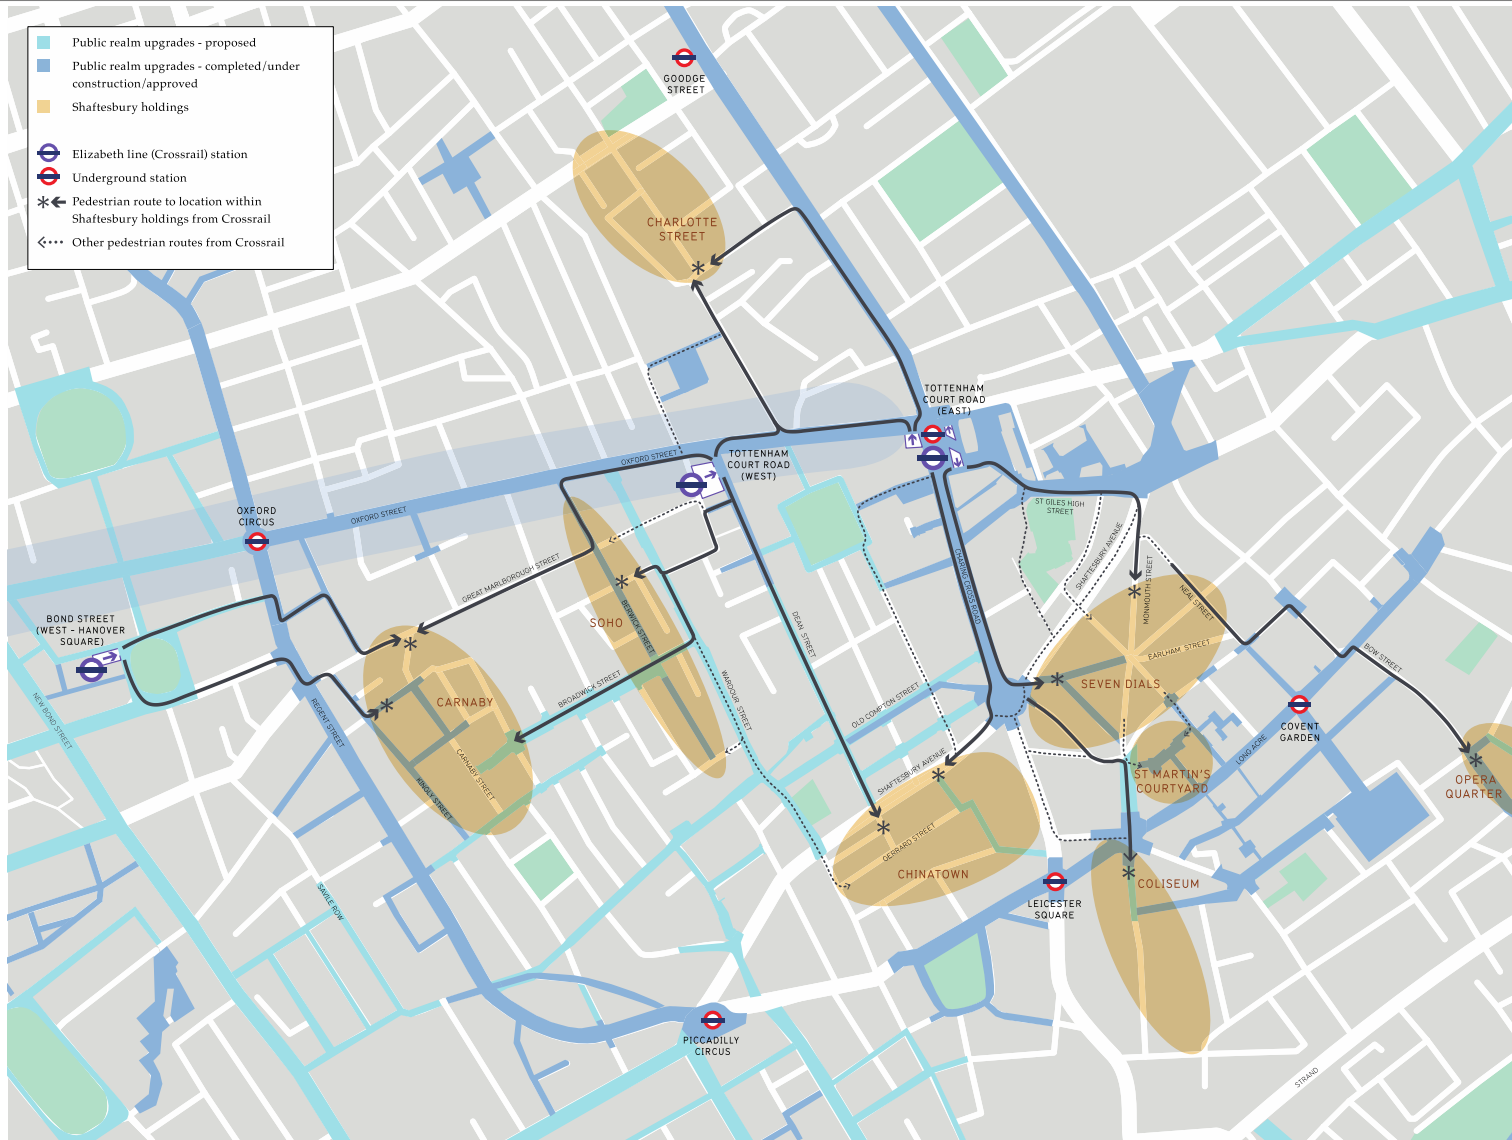 Public realm upgrades - proposed
Public realm upgrades - completed/under
construction/approved
Shaftesbury holdings
Elizabeth line (Crossrail) station
Underground station
Pedestrian route to location within
Shaftesbury holdings from Crossrail
Other pedestrian routes from Crossrail
GOODGE
STREET
CHARLOTTE
STREET
TOTTENHAM
COURT ROAD
(EAST)
TOTTENHAM
COURT ROAD
(WEST)
OXFORD STREET
OXFORD
CIRCUS
OXFORD STREET
ST GILES HIGH
STREET
SHAFTESBURY AVENUE
CHARING CROSS ROAD
MONMOUTH STREET
NEAL STREET
GREAT MARLBOROUGH STREET
BOND STREET
(WEST - HANOVER
SQUARE)
SOHO
BERWICK STREET
DEAN STREET
EARLHAM STREET
BOW STREET
NEW BOND STREET
REGENT STREET
CARNABY
BROADWICK STREET
WARDOUR STREET
OLD COMPTON STREET
SEVEN DIALS
COVENT
GARDEN
LONG ACRE
CARNABY STREET
KINGLY STREET
SHAFTESBURY AVENUE
ST MARTIN'S
COURTYARD
OPERA
QUARTER
GERRARD STREET
CHINATOWN
COLISEUM
LEICESTER
SQUARE
SAVILE ROW
PICCADILLY
CIRCUS
STRAND